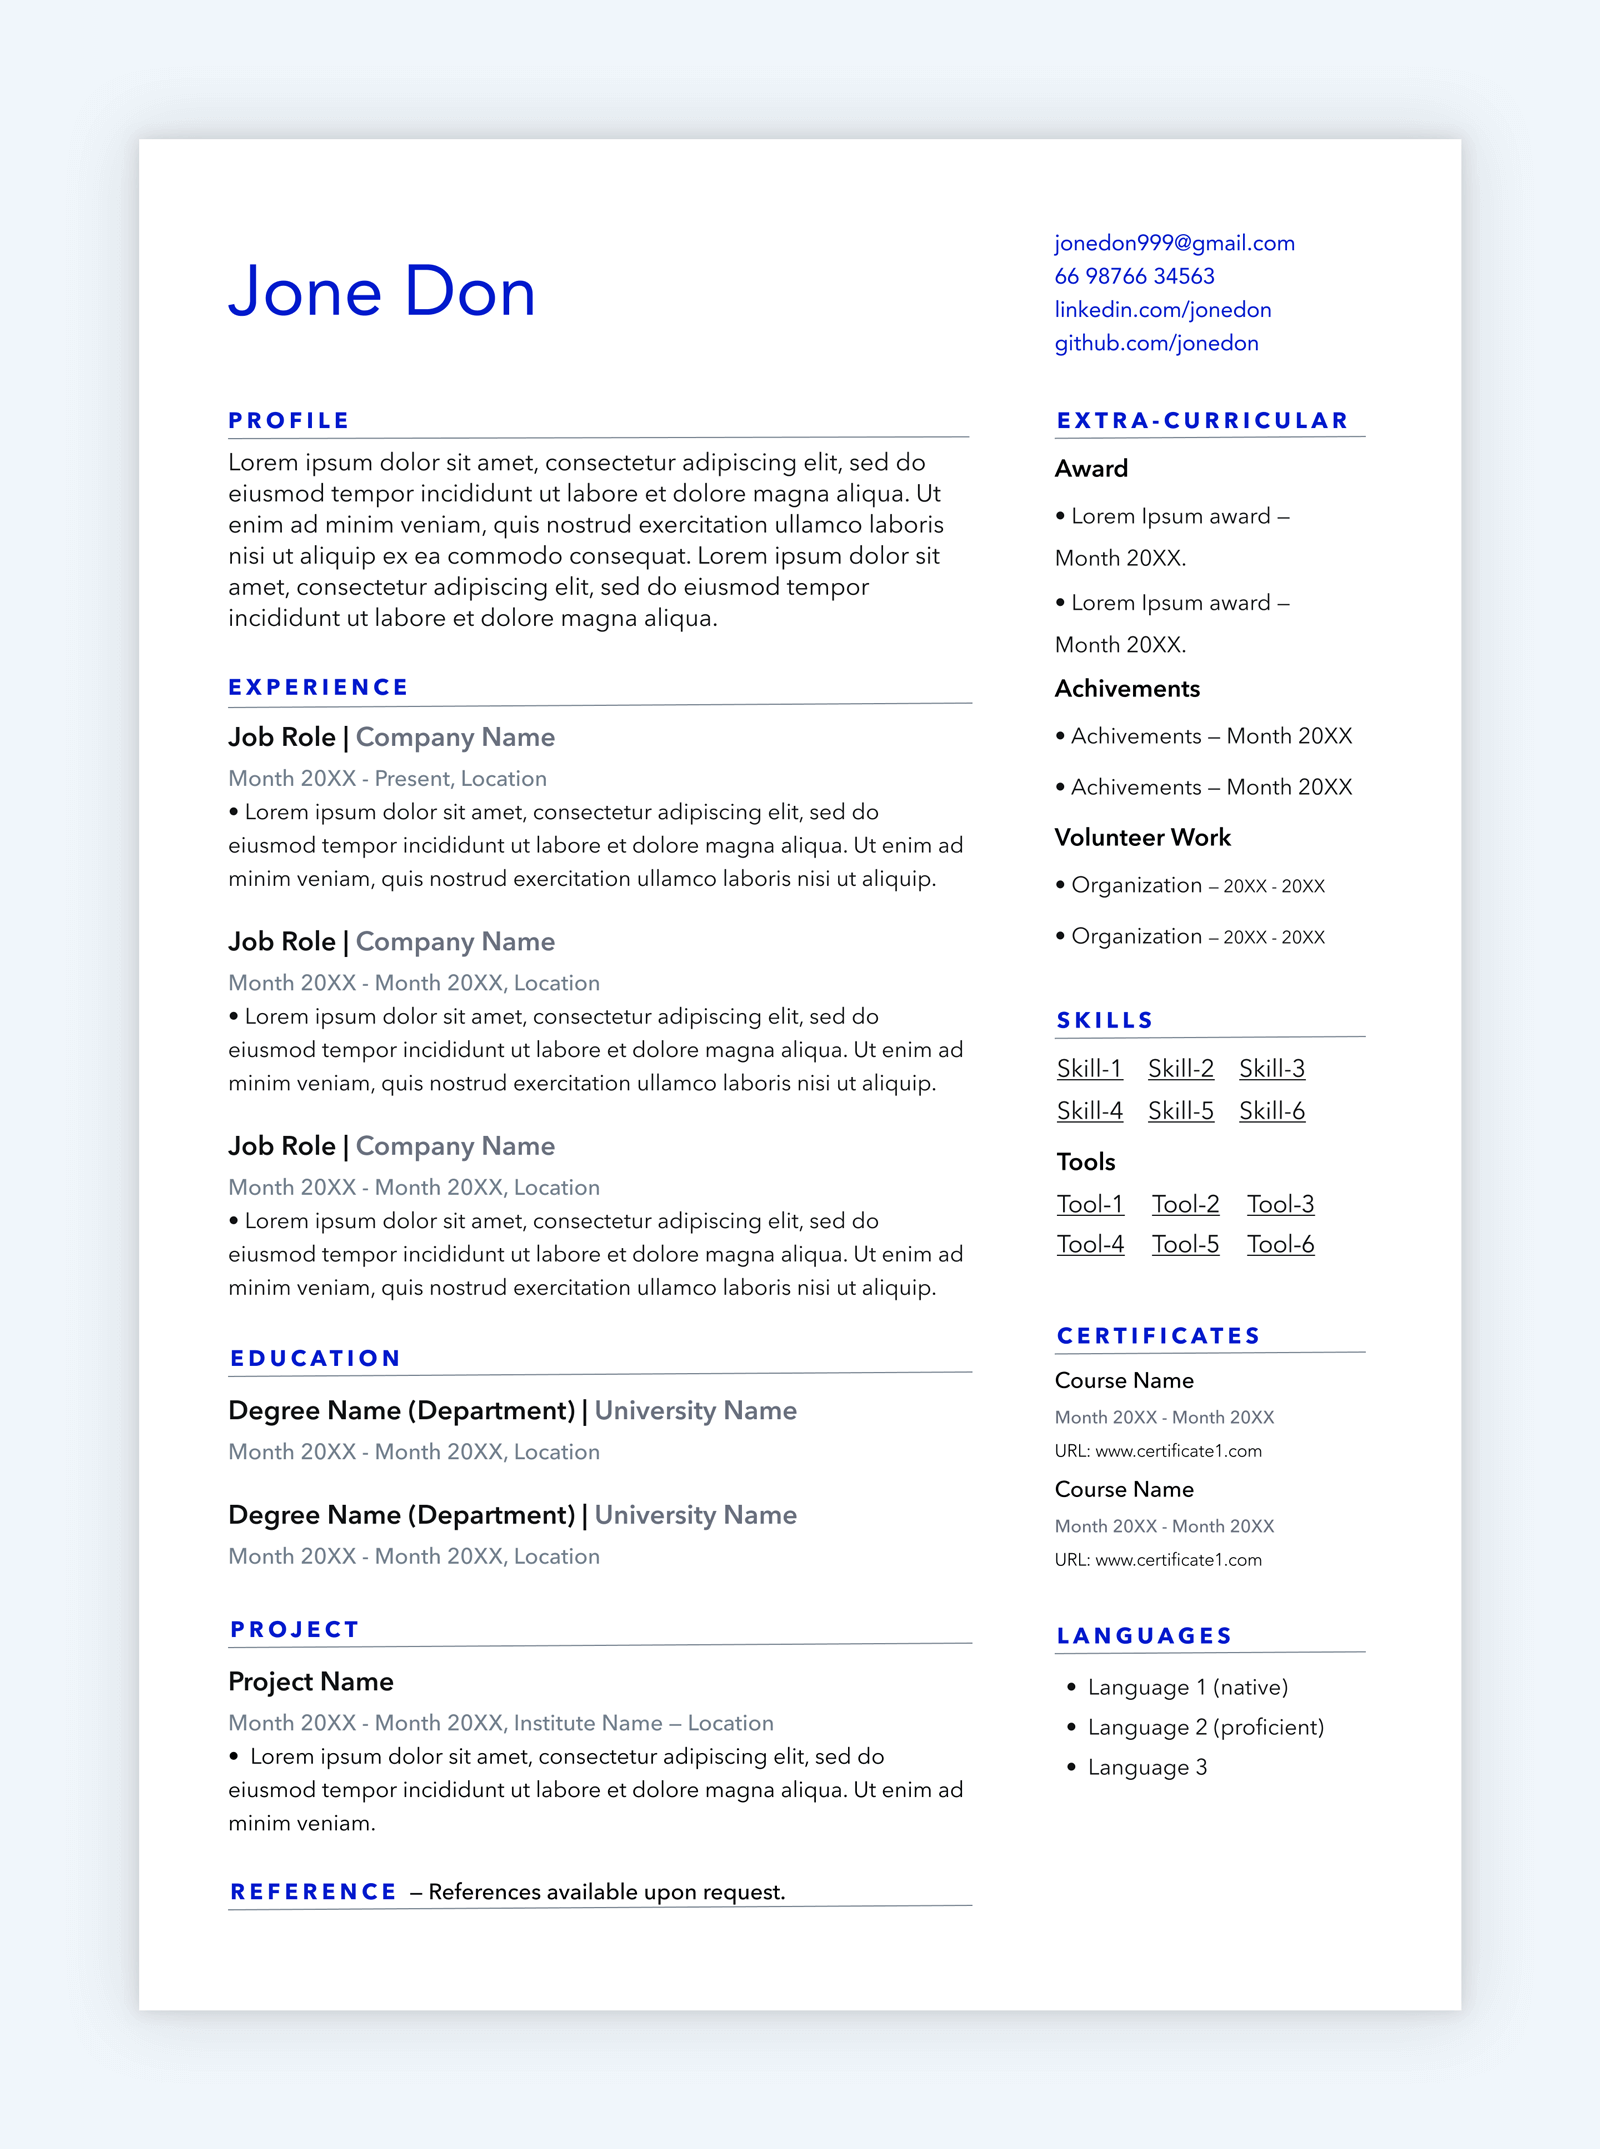 Jone Don
jonedon999@gmail.com
66 98766 34563
linkedin.com/jonedon
github.com/jonedon
PROFILE
Lorem ipsum dolor sit amet, consectetur adipiscing elit, sed do
eiusmod tempor incididunt ut labore et dolore magna aliqua. Ut
enim ad minim veniam, quis nostrud exercitation ullamco laboris
nisi ut aliquip ex ea commodo consequat. Lorem ipsum dolor sit
amet, consectetur adipiscing elit, sed do eiusmod tempor
incididunt ut labore et dolore magna aliqua.
EXPERIENCE
Job Role | Company Name
Month 20XX - Present, Location
• Lorem ipsum dolor sit amet, consectetur adipiscing elit, sed do
eiusmod tempor incididunt ut labore et dolore magna aliqua. Ut enim ad
minim veniam, quis nostrud exercitation ullamco laboris nisi ut aliquip.
Job Role | Company Name
Month 20XX - Month 20XX, Location
• Lorem ipsum dolor sit amet, consectetur adipiscing elit, sed do
eiusmod tempor incididunt ut labore et dolore magna aliqua. Ut enim ad
minim veniam, quis nostrud exercitation ullamco laboris nisi ut aliquip.
Job Role | Company Name
Month 20XX - Month 20XX, Location
• Lorem ipsum dolor sit amet, consectetur adipiscing elit, sed do
eiusmod tempor incididunt ut labore et dolore magna aliqua. Ut enim ad
minim veniam, quis nostrud exercitation ullamco laboris nisi ut aliquip.
EDUCATION
Degree Name (Department) | University Name
Month 20XX - Month 20XX, Location
Degree Name (Department) | University Name
Month 20XX - Month 20XX, Location
PROJECT
Project Name
Month 20XX - Month 20XX, Institute Name – Location
• Lorem ipsum dolor sit amet, consectetur adipiscing elit, sed do
eiusmod tempor incididunt ut labore et dolore magna aliqua. Ut enim ad
minim veniam.
REFERENCE – References available upon request.
EXTRA-CURRICULAR
Award
• Lorem Ipsum award –
Month 20XX.
• Lorem Ipsum award –
Month 20XX.
Achivements
• Achivements – Month 20XX
• Achivements – Month 20XX
Volunteer Work
• Organization – 20XX - 20XX
• Organization – 20XX - 20XX
SKILLS
Skill-1 Skill-2 Skill-3
Skill-4 Skill-5 Skill-6
Tools
Tool-1 Tool-2 Tool-3
Tool-4 Tool-5 Tool-6
CERTIFICATES
Course Name
Month 20XX - Month 20XX
URL: www.certificate1.com
Course Name
Month 20XX - Month 20XX
URL: www.certificate1.com
LANGUAGES
• Language 1 (native)
• Language 2 (proficient)
• Language 3